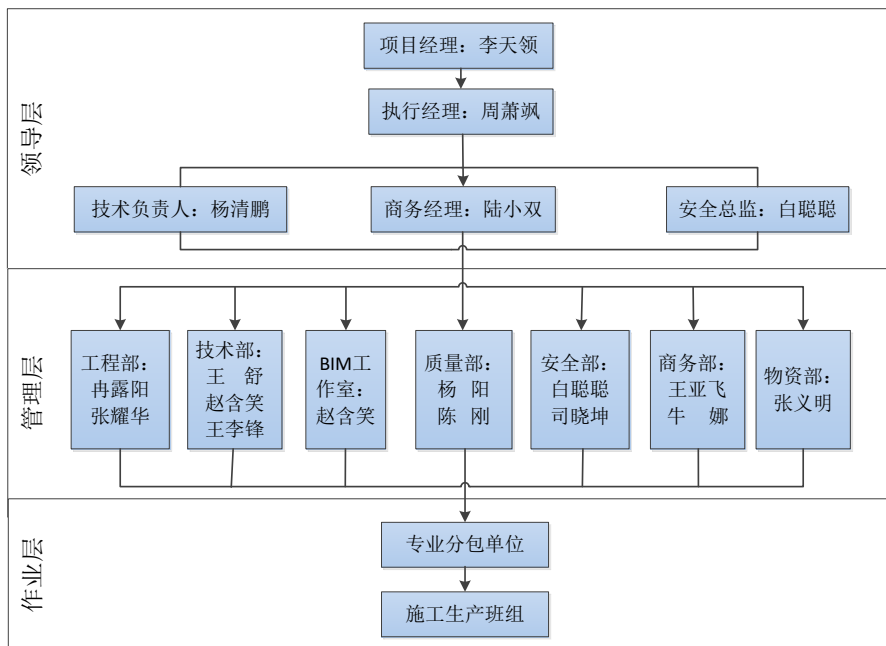 领导层
项目经理：李天领
执行经理：周萧飒
技术负责人：杨清鹏
商务经理：陆小双
安全总监：白聪聪
管理层
工程部：
冉露阳
张耀华
技术部：
王 舒
赵含笑
王李锋
BIM工
作室：
赵含笑
质量部：
杨 阳
陈 刚
安全部：
白聪聪
司晓坤
商务部：
王亚飞
牛 娜
物资部：
张义明
作业层
专业分包单位
施工生产班组